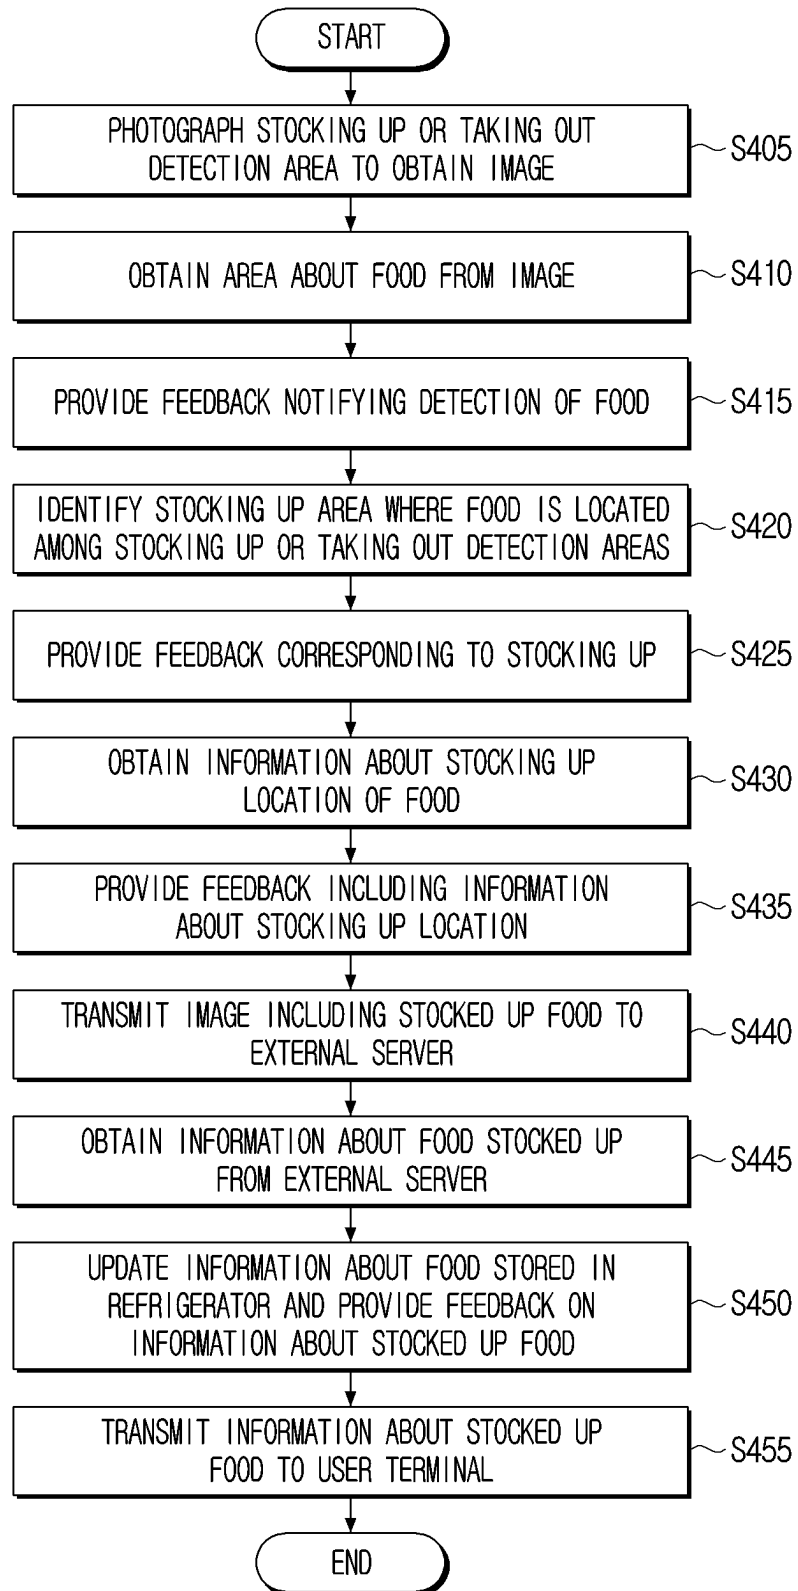 START
PHOTOGRAPH STOCKING UP OR TAKING OUT
DETECTION AREA TO OBTAIN IMAGE
S405
OBTAIN AREA ABOUT FOOD FROM IMAGE
S410
PROVIDE FEEDBACK NOTIFYING DETECTION OF FOOD
S415
IDENTIFY STOCKING UP AREA WHERE FOOD IS LOCATED
AMONG STOCKING UP OR TAKING OUT DETECTION AREAS
S420
PROVIDE FEEDBACK CORRESPONDING TO STOCKING UP
S425
OBTAIN INFORMATION ABOUT STOCKING UP
LOCATION OF FOOD
S430
PROVIDE FEEDBACK INCLUDING INFORMATION
ABOUT STOCKING UP LOCATION
S435
TRANSMIT IMAGE INCLUDING STOCKED UP FOOD TO
EXTERNAL SERVER
S440
OBTAIN INFORMATION ABOUT FOOD STOCKED UP
FROM EXTERNAL SERVER
S445
UPDATE INFORMATION ABOUT FOOD STORED IN
REFRIGERATOR AND PROVIDE FEEDBACK ON
INFORMATION ABOUT STOCKED UP FOOD
S450
TRANSMIT INFORMATION ABOUT STOCKED UP
FOOD TO USER TERMINAL
S455
END